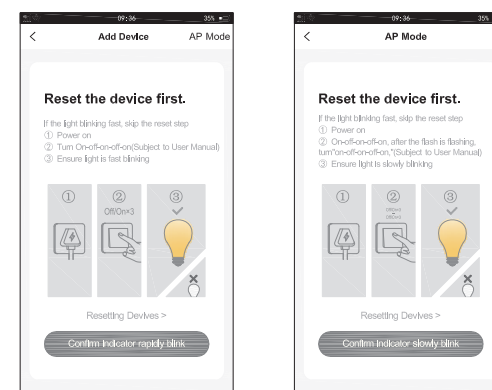 09:36
35%
Add Device
AP Mode
Reset the device first.
If the light blinking fast, skip the reset step
① Power on
② Turn On-off-on-off-on(Subject to User Manual)
③ Ensure light is fast blinking
① ② ③
Off/On×3
Resetting Devives >
Confirm indicator rapidly blink
09:36
35%
AP Mode
Reset the device first.
If the light blinking fast, skip the reset step
① Power on
② On-off-on-off-on, after the flash is flashing,
turn"on-off-on-off-on,"(Subject to User Manual)
③ Ensure light is slowly blinking
① ② ③
Resetting Devives >
Confirm indicator slowly blink